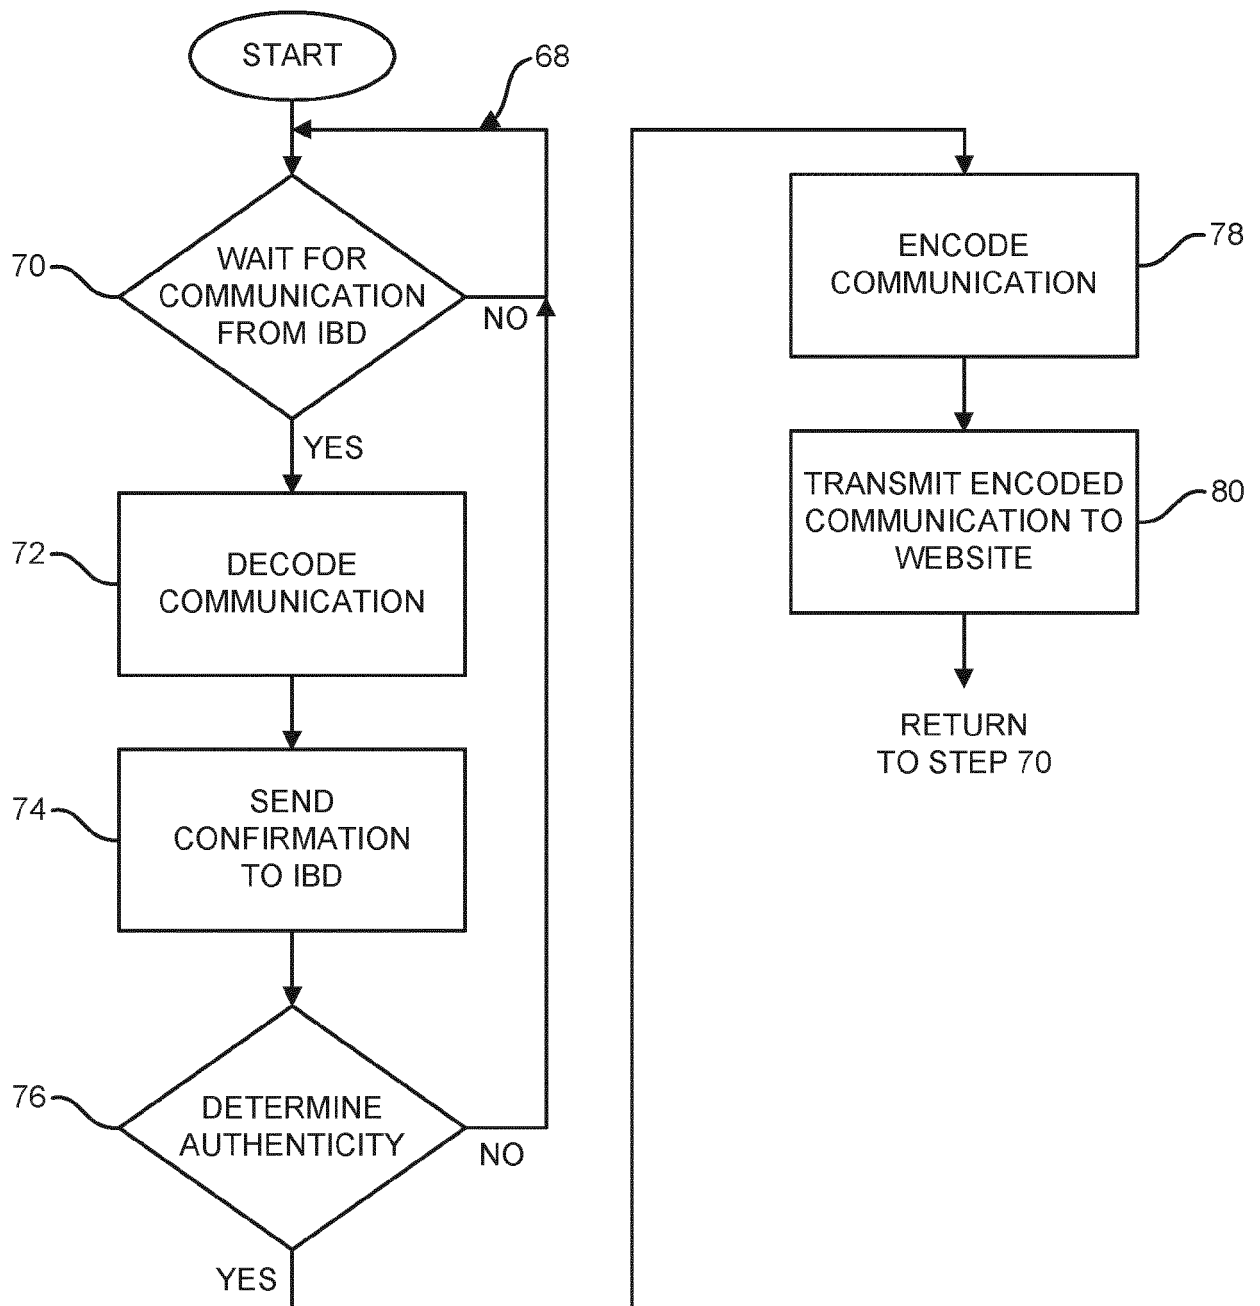 START
68
70
WAIT FOR
COMMUNICATION
FROM IBD
NO
YES
72
DECODE
COMMUNICATION
74
SEND
CONFIRMATION
TO IBD
76
DETERMINE
AUTHENTICITY
NO
YES
ENCODE
COMMUNICATION
78
TRANSMIT ENCODED
COMMUNICATION TO
WEBSITE
80
RETURN
TO STEP 70